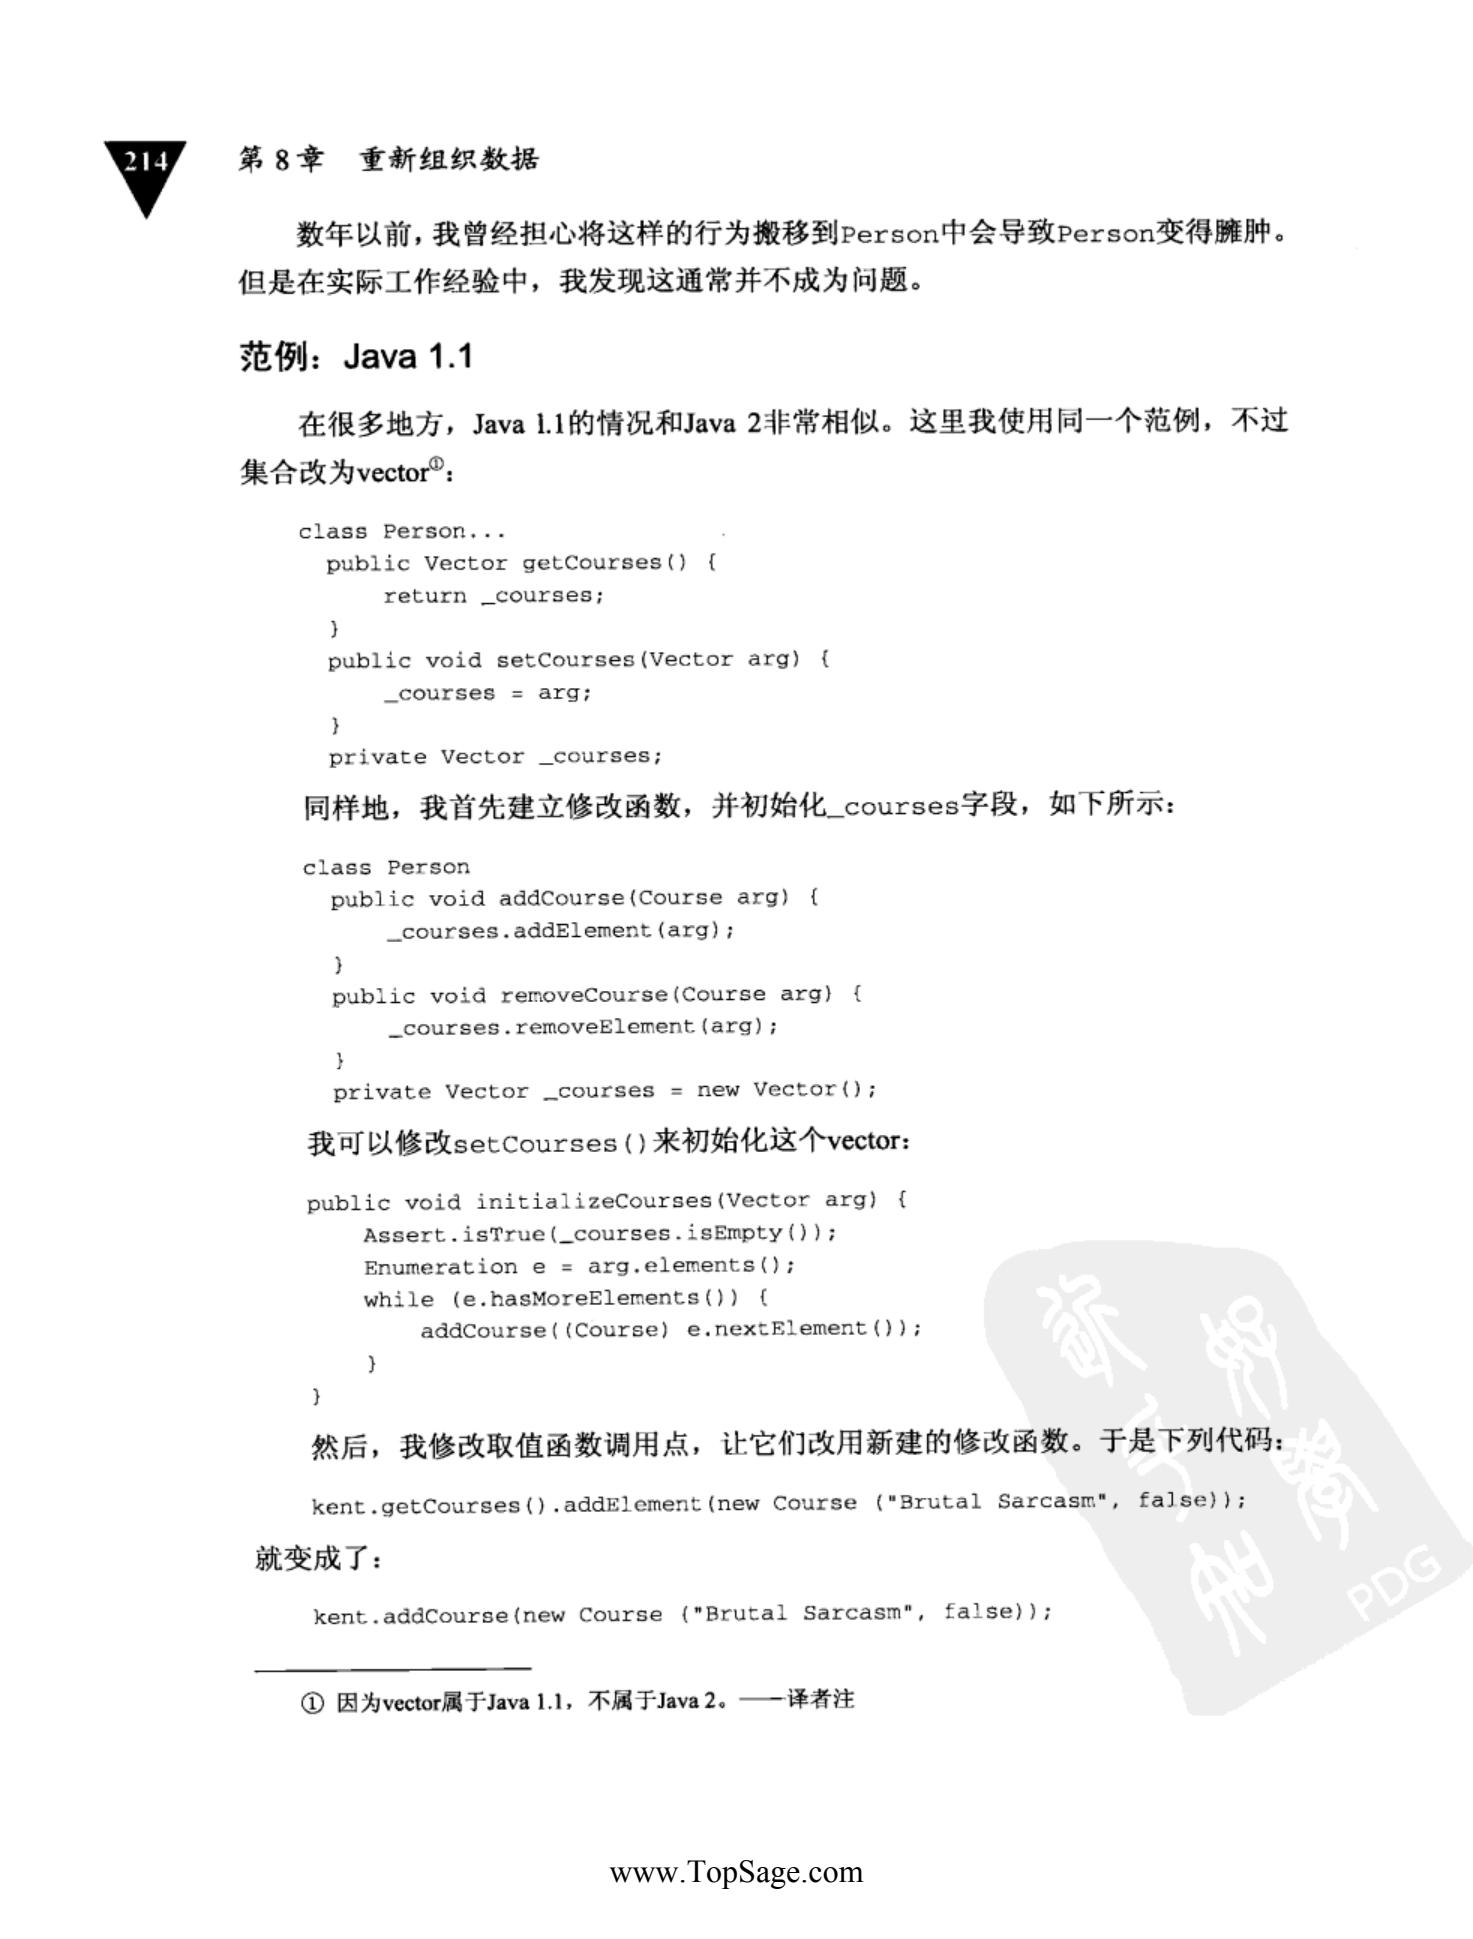 214
第 8 章 重新组织数据
数年以前，我曾经担心将这样的行为搬移到Person中会导致Person变得臃肿。
但是在实际工作经验中，我发现这通常并不成为问题。
范例：Java 1.1
在很多地方，Java 1.1的情况和Java 2非常相似。这里我使用同一个范例，不过
集合改为vector①：
class Person...
public Vector getCourses() {
return _courses;
}
public void setCourses(Vector arg) {
_courses = arg;
}
private Vector _courses;
同样地，我首先建立修改函数，并初始化_courses字段，如下所示：
class Person
public void addCourse(Course arg) {
_courses.addElement(arg);
}
public void removeCourse(Course arg) {
_courses.removeElement(arg);
}
private Vector _courses = new Vector();
我可以修改setCourses()来初始化这个vector：
public void initializeCourses(Vector arg) {
Assert.isTrue(_courses.isEmpty());
Enumeration e = arg.elements();
while (e.hasMoreElements()) {
addCourse((Course) e.nextElement());
}
}
然后，我修改取值函数调用点，让它们改用新建的修改函数。于是下列代码：
kent.getCourses().addElement(new Course ("Brutal Sarcasm", false));
就变成了：
kent.addCourse(new Course ("Brutal Sarcasm", false));
① 因为vector属于Java 1.1，不属于Java 2。——译者注
PDG
www.TopSage.com